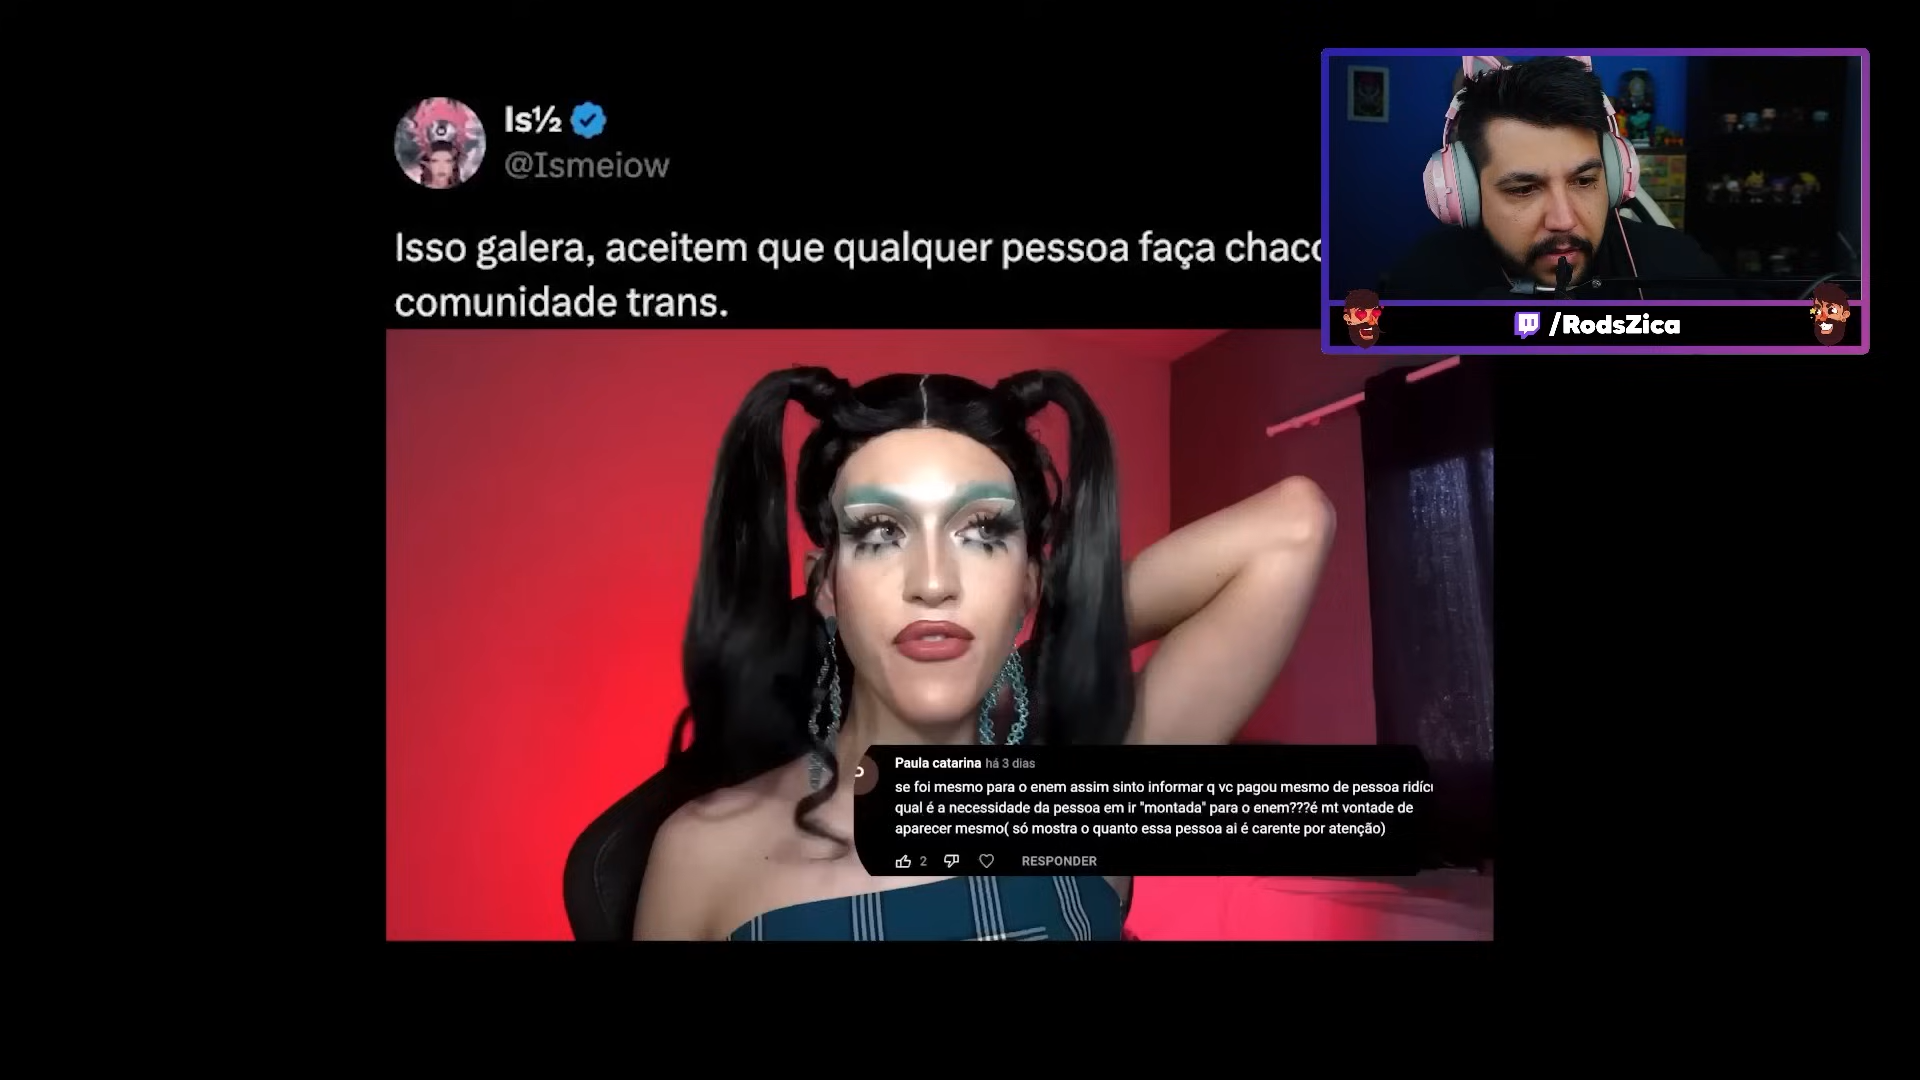 Is½
@Ismeiow
Isso galera, aceitem que qualquer pessoa faça
comunidade trans.
/RodsZica
Paula catarina há 3 dias
se foi mesmo para o enem assim sinto informar q vc pagou mesmo de pessoa
qual é a necessidade da pessoa em ir "montada" para o enem???é mt vontade de
aparecer mesmo( só mostra o quanto essa pessoa ai é carente por atenção)
2 RESPONDER